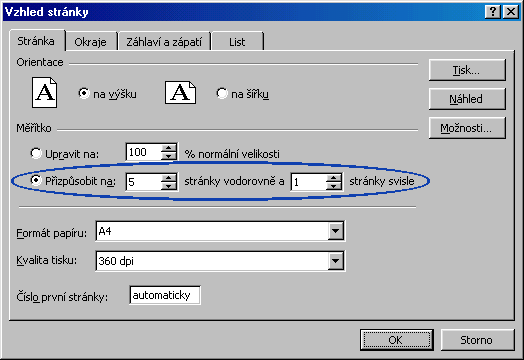 Vzhled stránky
Stránka Okraje Záhlaví a zápatí List
Orientace
A na výšku A na šířku
Tisk...
Náhled
Možnosti...
Měřítko
Upravit na: 100 % normální velikosti
Přizpůsobit na: 5 stránky vodorovně a 1 stránky svisle
Formát papíru: A4
Kvalita tisku: 360 dpi
Číslo první stránky: automaticky
OK Storno